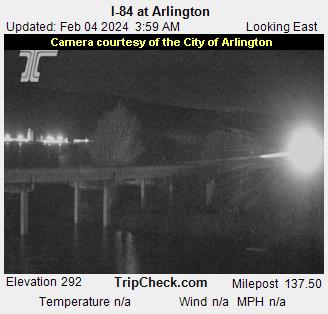 I-84 at Arlington
Updated: Feb 04 2024 3:59 AM Looking East
Camera courtesy of the City of Arlington
Elevation 292 TripCheck.com Milepost 137.50
Temperature n/a Wind n/a MPH n/a